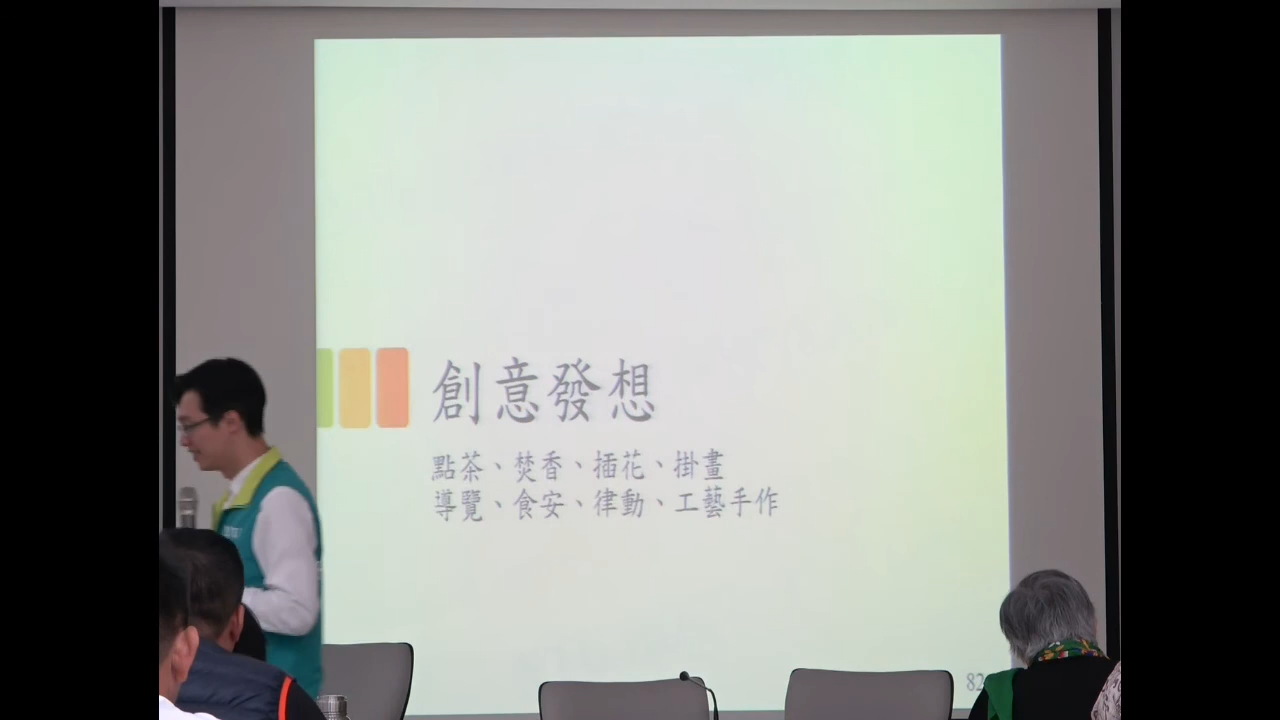 創意發想
點茶、焚香、插花、掛畫
導覽、食安、律動、工藝手作
82